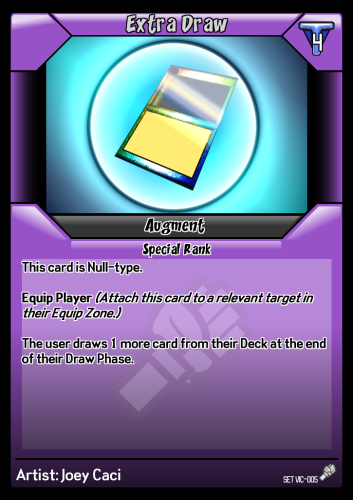 Extra Draw
4
Augment
Special Rank
This card is Null-type.
Equip Player (Attach this card to a relevant target in
their Equip Zone.)
The user draws 1 more card from their Deck at the end
of their Draw Phase.
Artist: Joey Caci
SET VIC-005